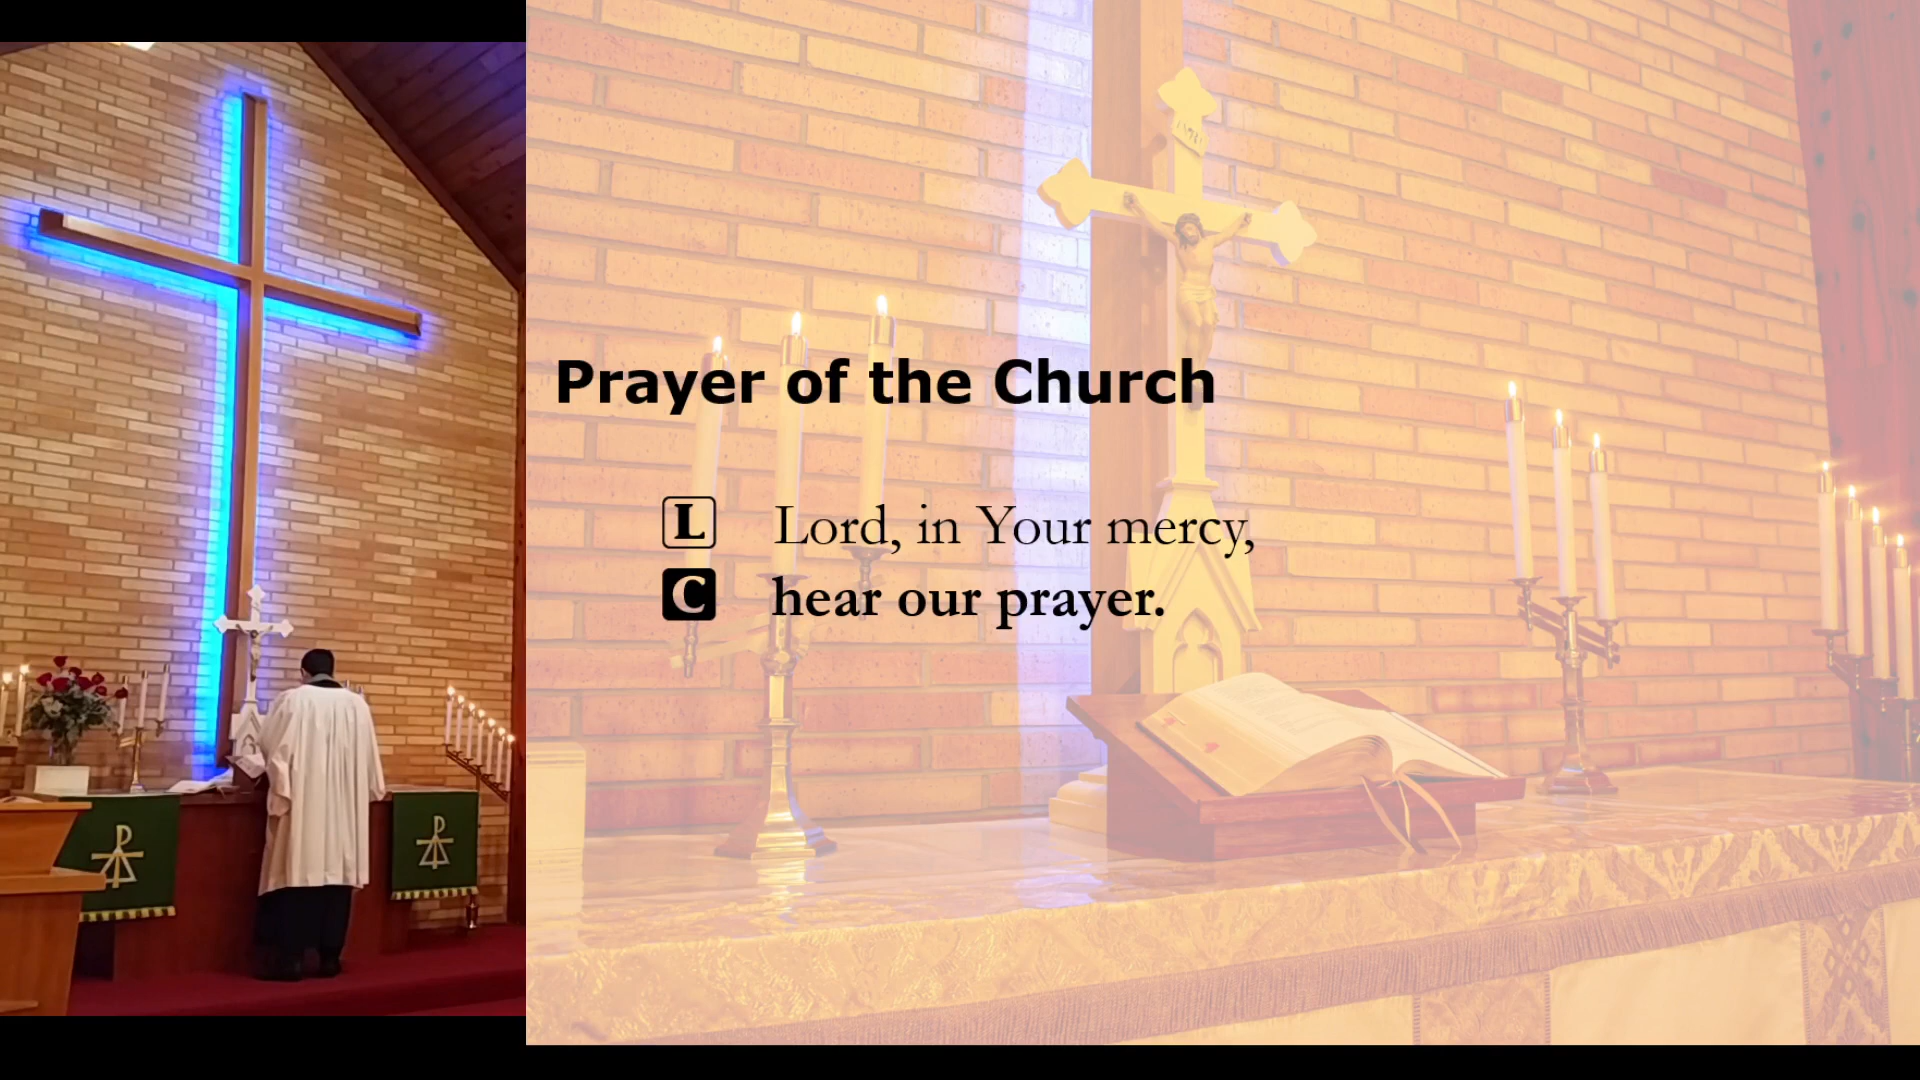 Prayer of the Church
L Lord, in Your mercy,
C hear our prayer.